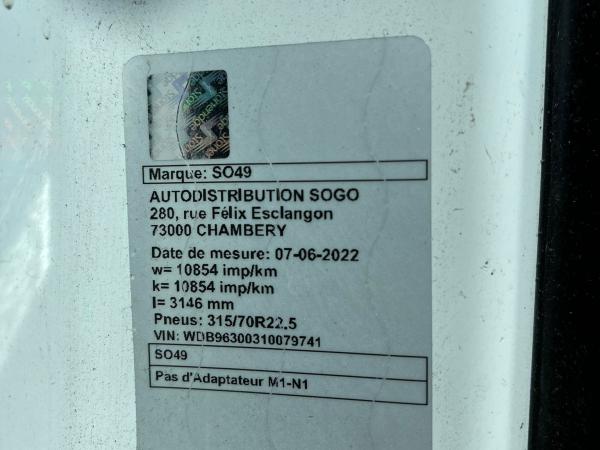 Marque: SO49
AUTODISTRIBUTION SOGO
280, rue Félix Esclangon
73000 CHAMBERY
Date de mesure: 07-06-2022
w= 10854 imp/km
k= 10854 imp/km
l= 3146 mm
Pneus: 315/70R22.5
VIN: WDB96300310079741
SO49
Pas d'Adaptateur M1-N1